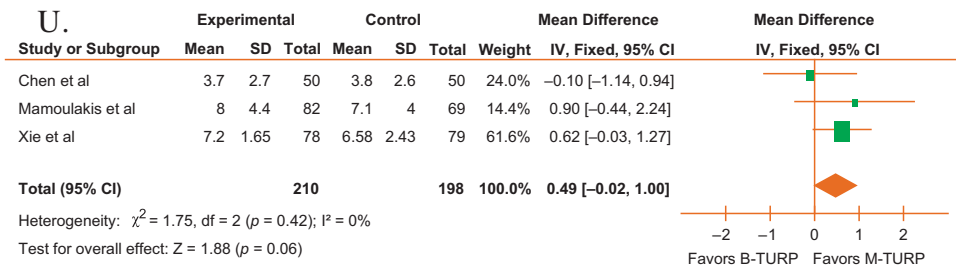 U.
Experimental Control Mean Difference Mean Difference
Study or Subgroup Mean SD Total Mean SD Total Weight IV, Fixed, 95% CI IV, Fixed, 95% CI
Chen et al 3.7 2.7 50 3.8 2.6 50 24.0% −0.10 [−1.14, 0.94]
Mamoulakis et al 8 4.4 82 7.1 4 69 14.4% 0.90 [−0.44, 2.24]
Xie et al 7.2 1.65 78 6.58 2.43 79 61.6% 0.62 [−0.03, 1.27]
Total (95% CI) 210 198 100.0% 0.49 [−0.02, 1.00]
Heterogeneity: χ² = 1.75, df = 2 (p = 0.42); I² = 0%
Test for overall effect: Z = 1.88 (p = 0.06)
−2 −1 0 1 2
Favors B-TURP Favors M-TURP